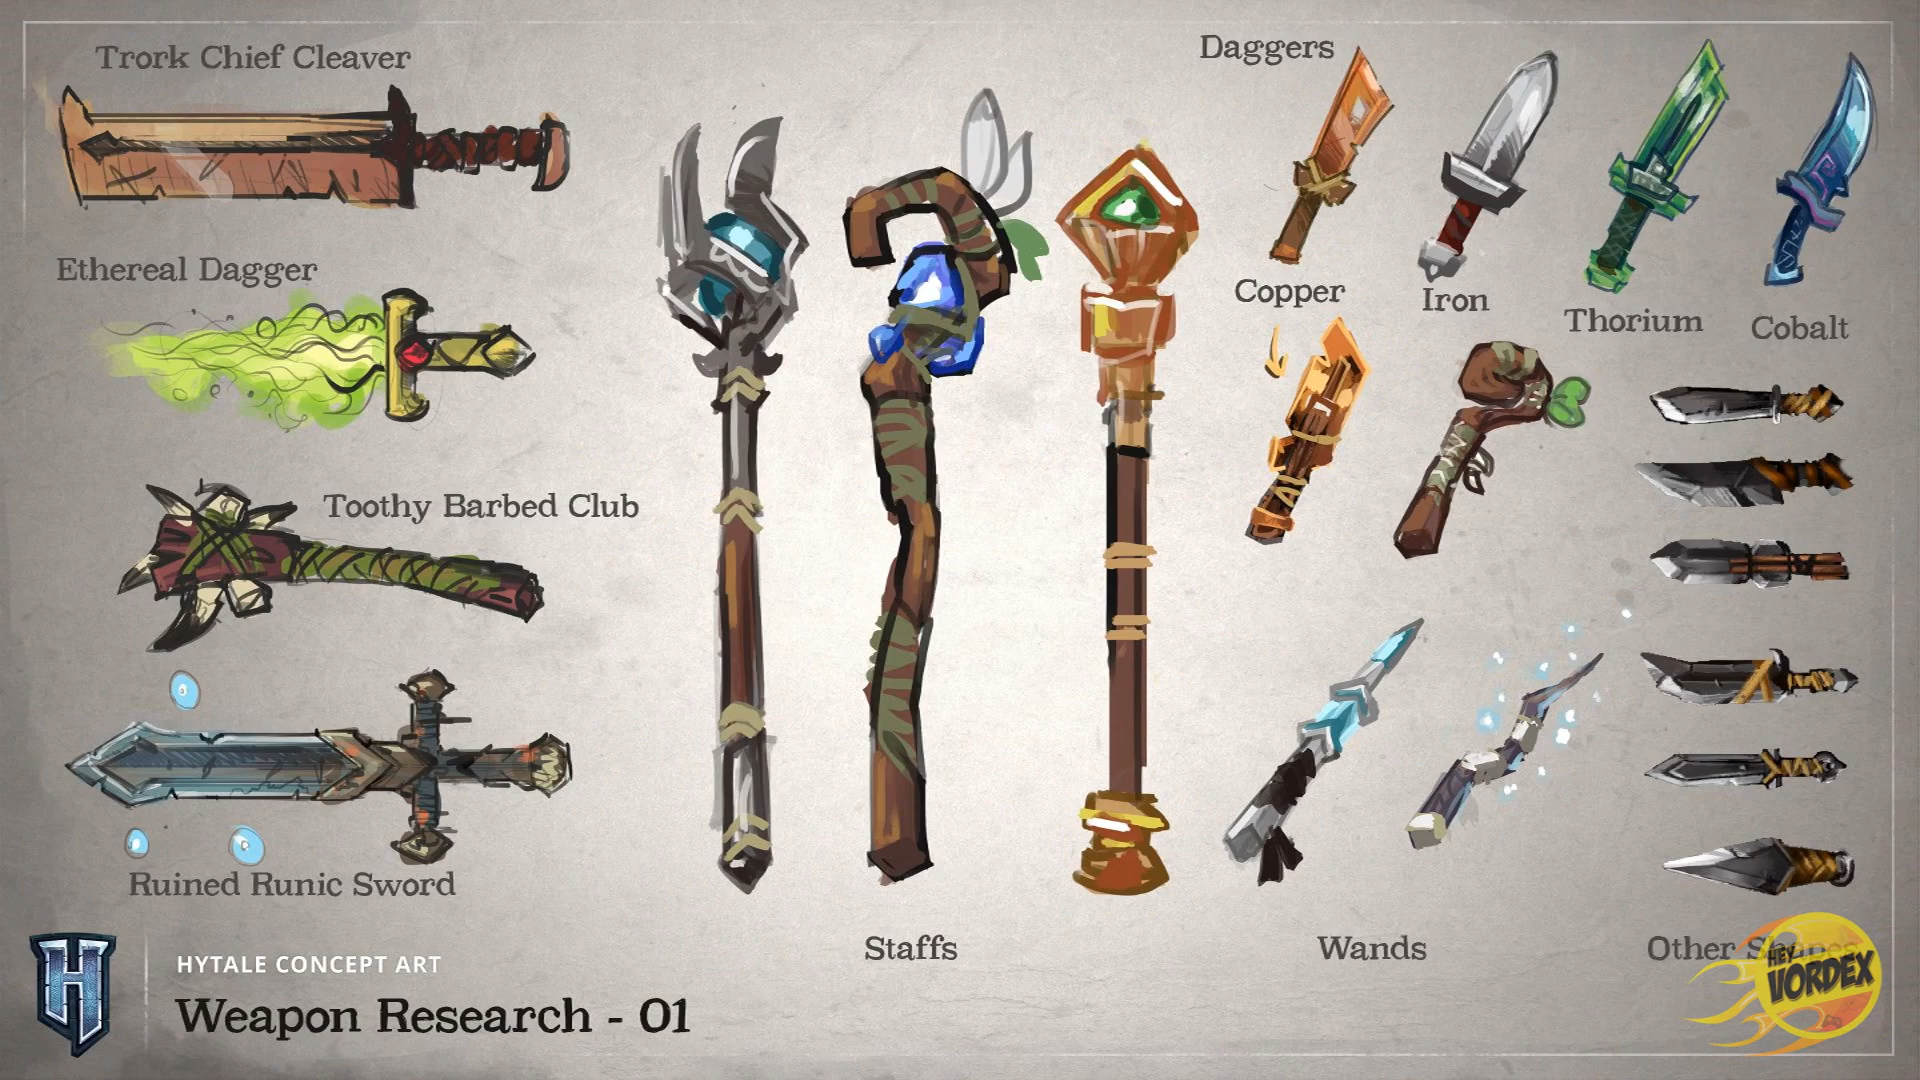 Trork Chief Cleaver
Ethereal Dagger
Toothy Barbed Club
Ruined Runic Sword
Daggers
Copper
Iron
Thorium
Cobalt
Staffs
Wands
Other Shapes
H
HYTALE CONCEPT ART
Weapon Research - 01
HEY
VORDEX